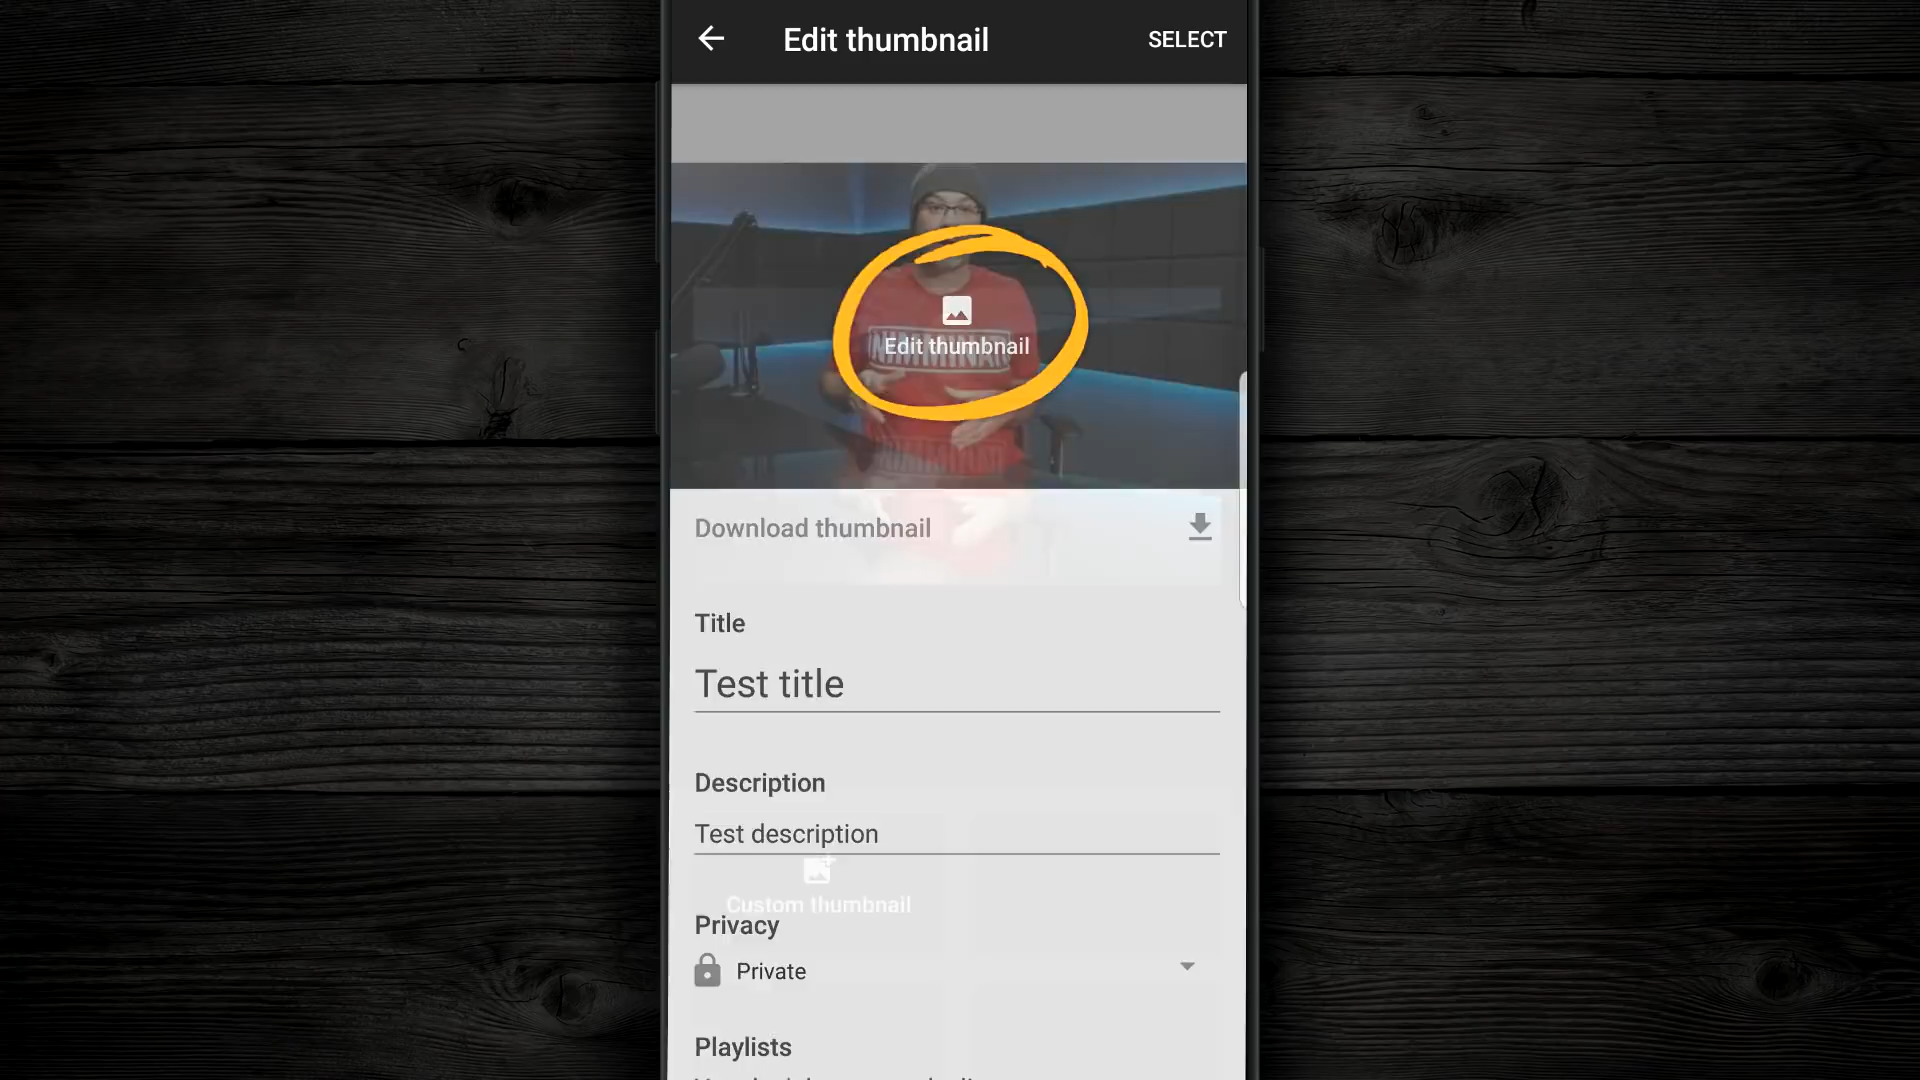 Edit thumbnail
SELECT
Edit thumbnail
Download thumbnail
Title
Test title
Description
Test description
Custom thumbnail
Privacy
Private
Playlists